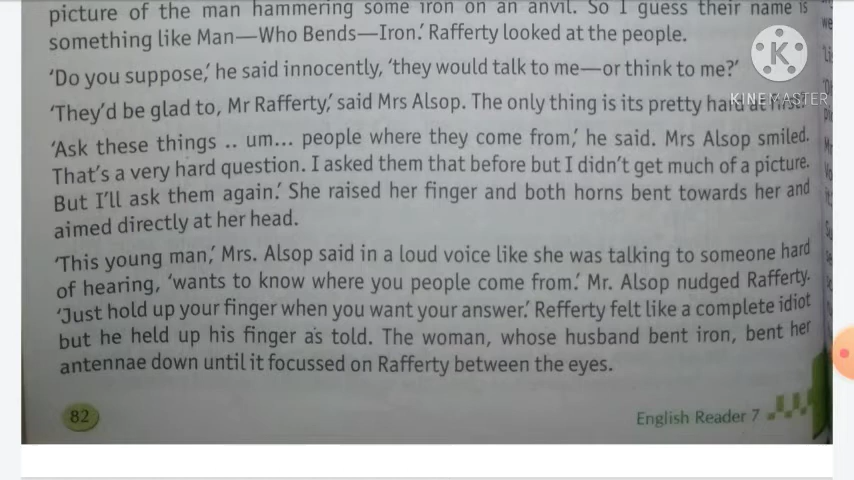 picture of the man hammering some iron on an anvil. So I guess their name is
something like Man—Who Bends—Iron.' Rafferty looked at the people.
'Do you suppose,' he said innocently, 'they would talk to me—or think to me?'
'They'd be glad to, Mr Rafferty,' said Mrs Alsop. The only thing is its pretty hard at first.
'Ask these things .. um... people where they come from,' he said. Mrs Alsop smiled.
That's a very hard question. I asked them that before but I didn't get much of a picture.
But I'll ask them again.' She raised her finger and both horns bent towards her and
aimed directly at her head.
'This young man,' Mrs. Alsop said in a loud voice like she was talking to someone hard
of hearing, 'wants to know where you people come from.' Mr. Alsop nudged Rafferty.
'Just hold up your finger when you want your answer.' Refferty felt like a complete idiot
but he held up his finger as told. The woman, whose husband bent iron, bent her
antennae down until it focussed on Rafferty between the eyes.
82
English Reader 7
K
KINEMASTER